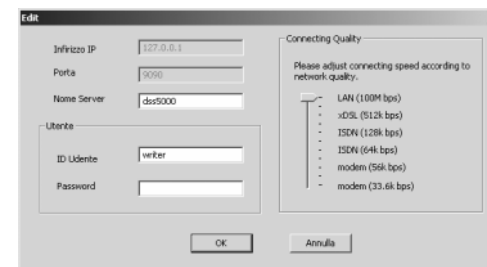 Edit
Infirizzo IP 127.0.0.1
Porta 9090
Nome Server dss5000
Utente
ID Udente writer
Password
Connecting Quality
Please adjust connecting speed according to
network quality.
LAN (100M bps)
xDSL (512k bps)
ISDN (128k bps)
ISDN (64k bps)
modem (56k bps)
modem (33.6k bps)
OK Annulla